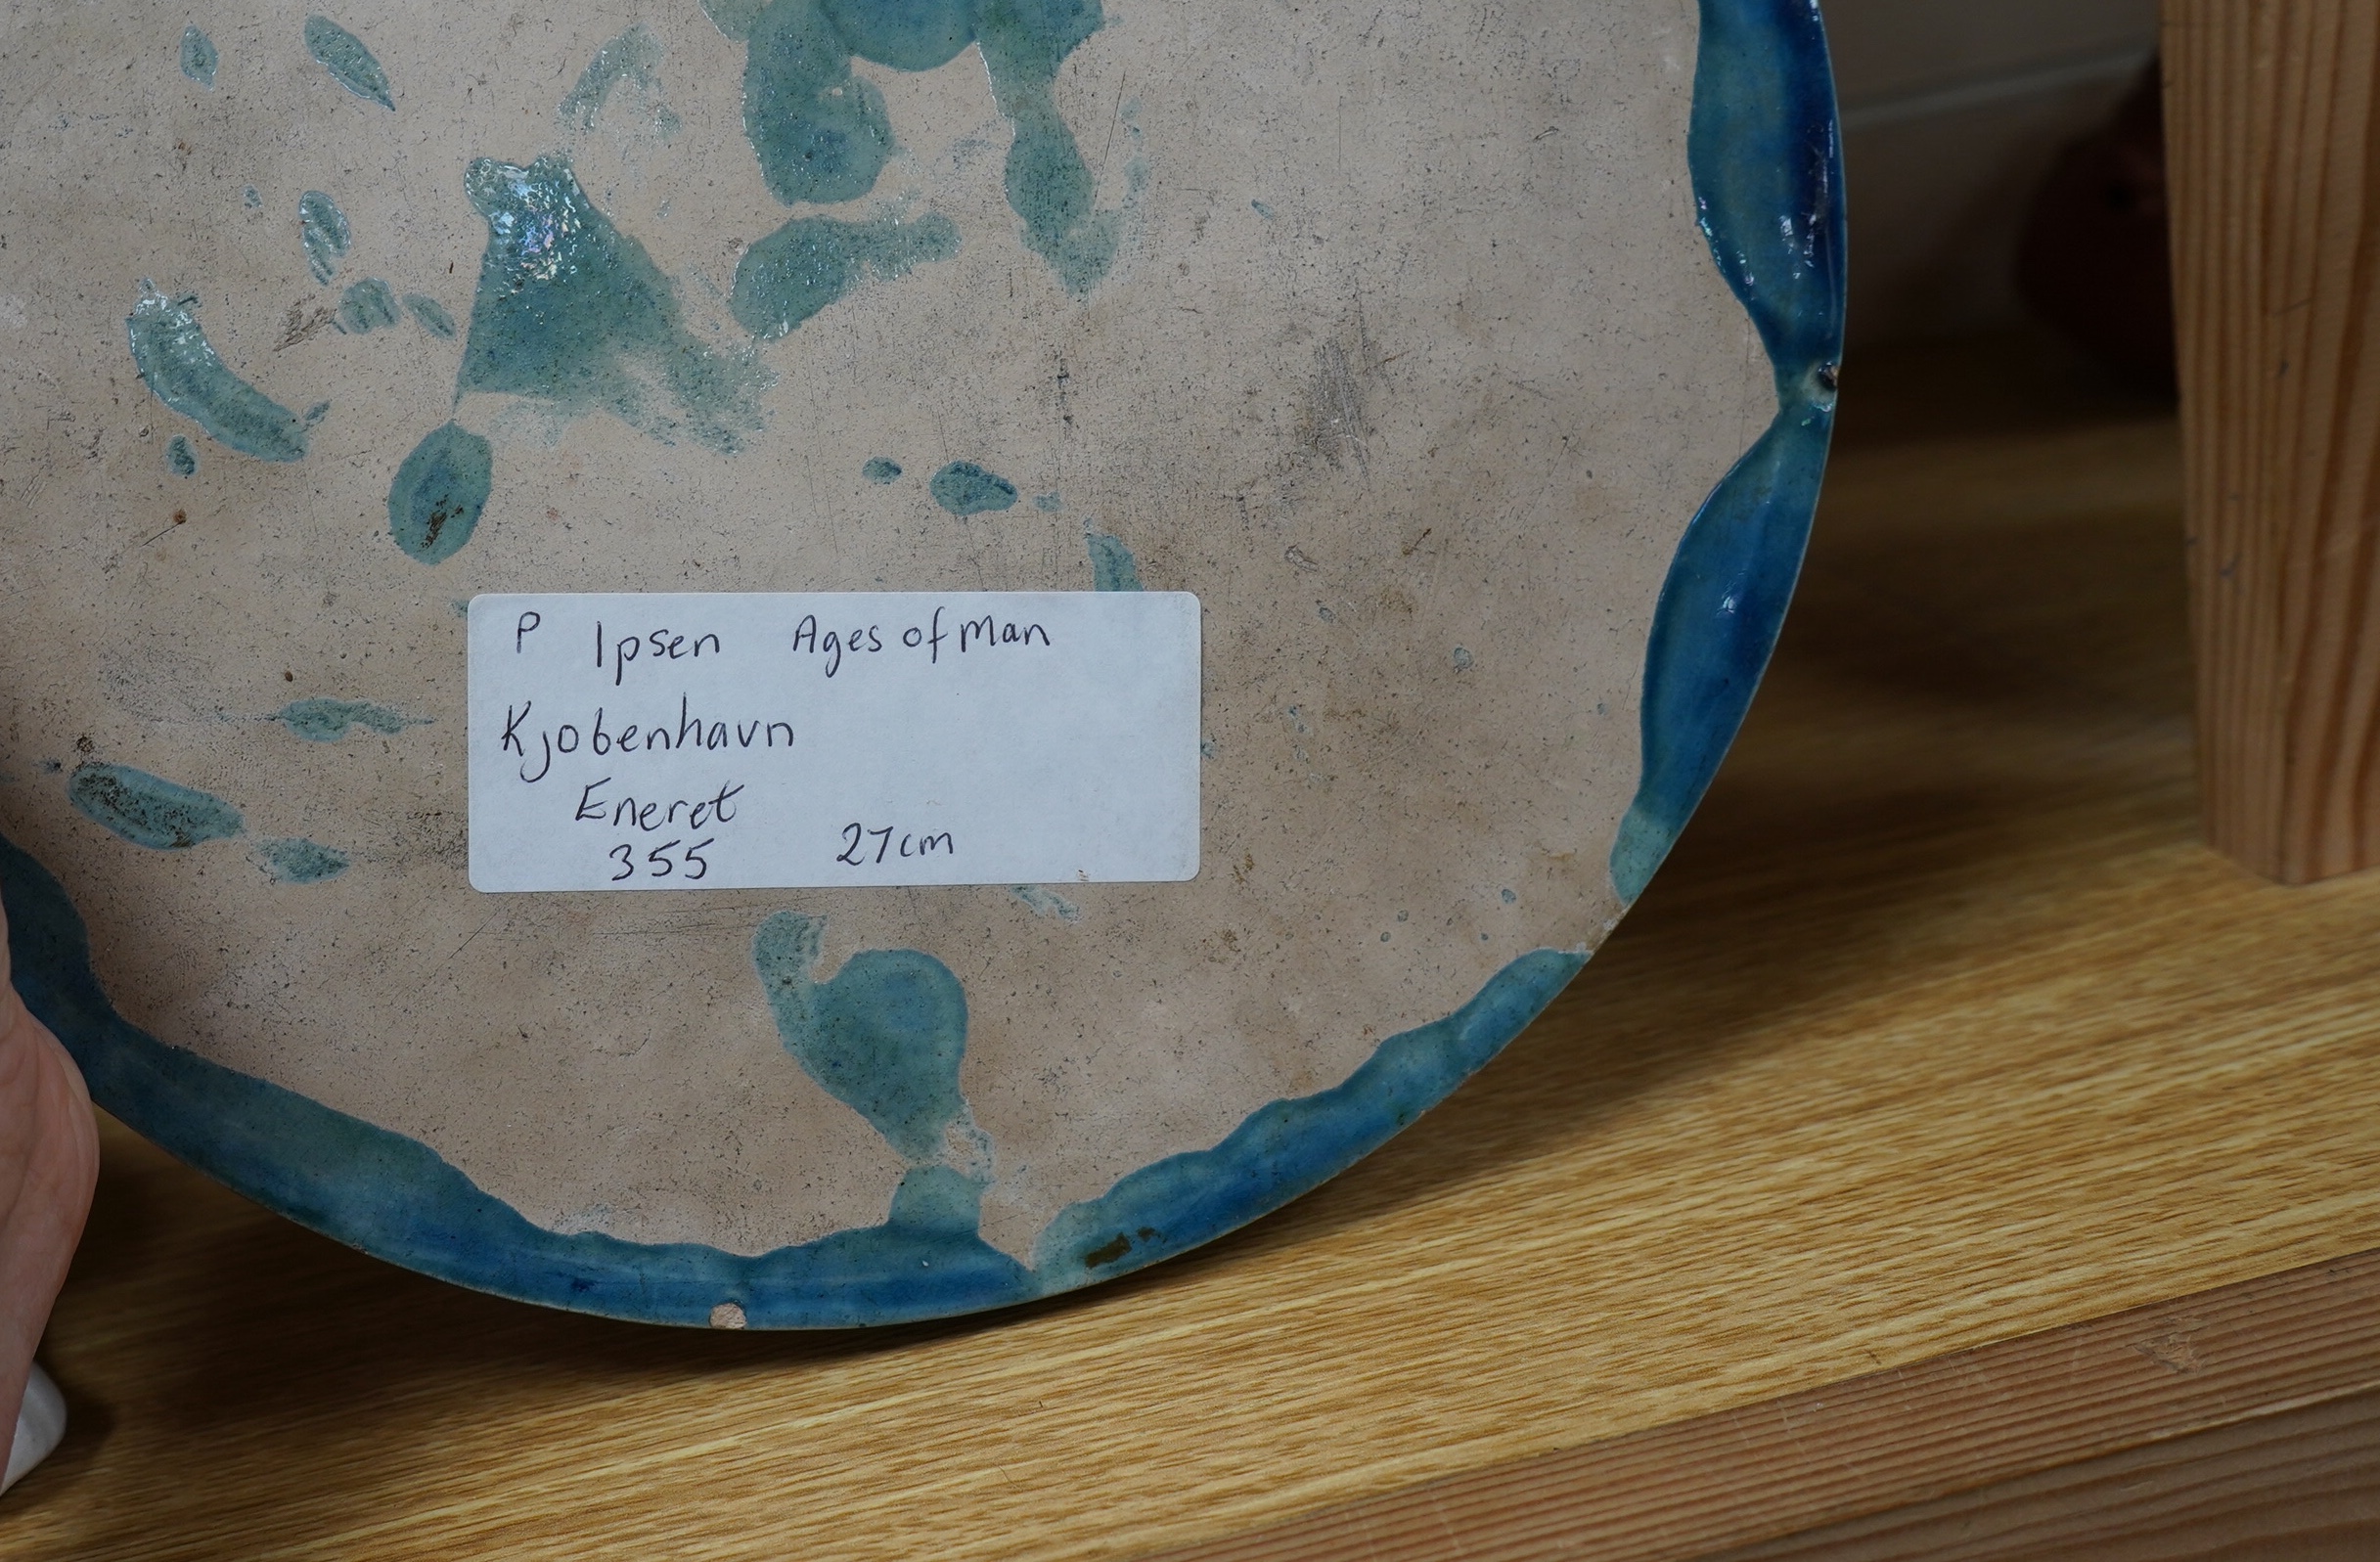 P Ipsen Ages of Man
Kjobenhavn
Eneret
355 27cm